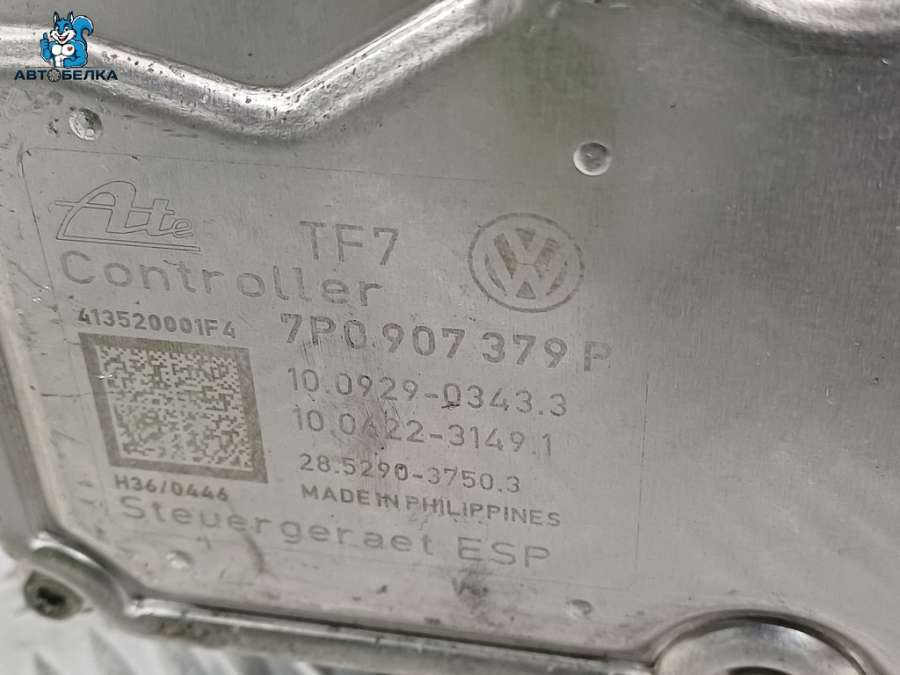 АВТОБЕЛКА
Ate
TF7
Controller
413520001F4
7P0 907 379 P
10.0929-0343.3
10.0622-3149.1
28.5290-3750.3
H36/0446
MADE IN PHILIPPINES
Steuergeraet ESP